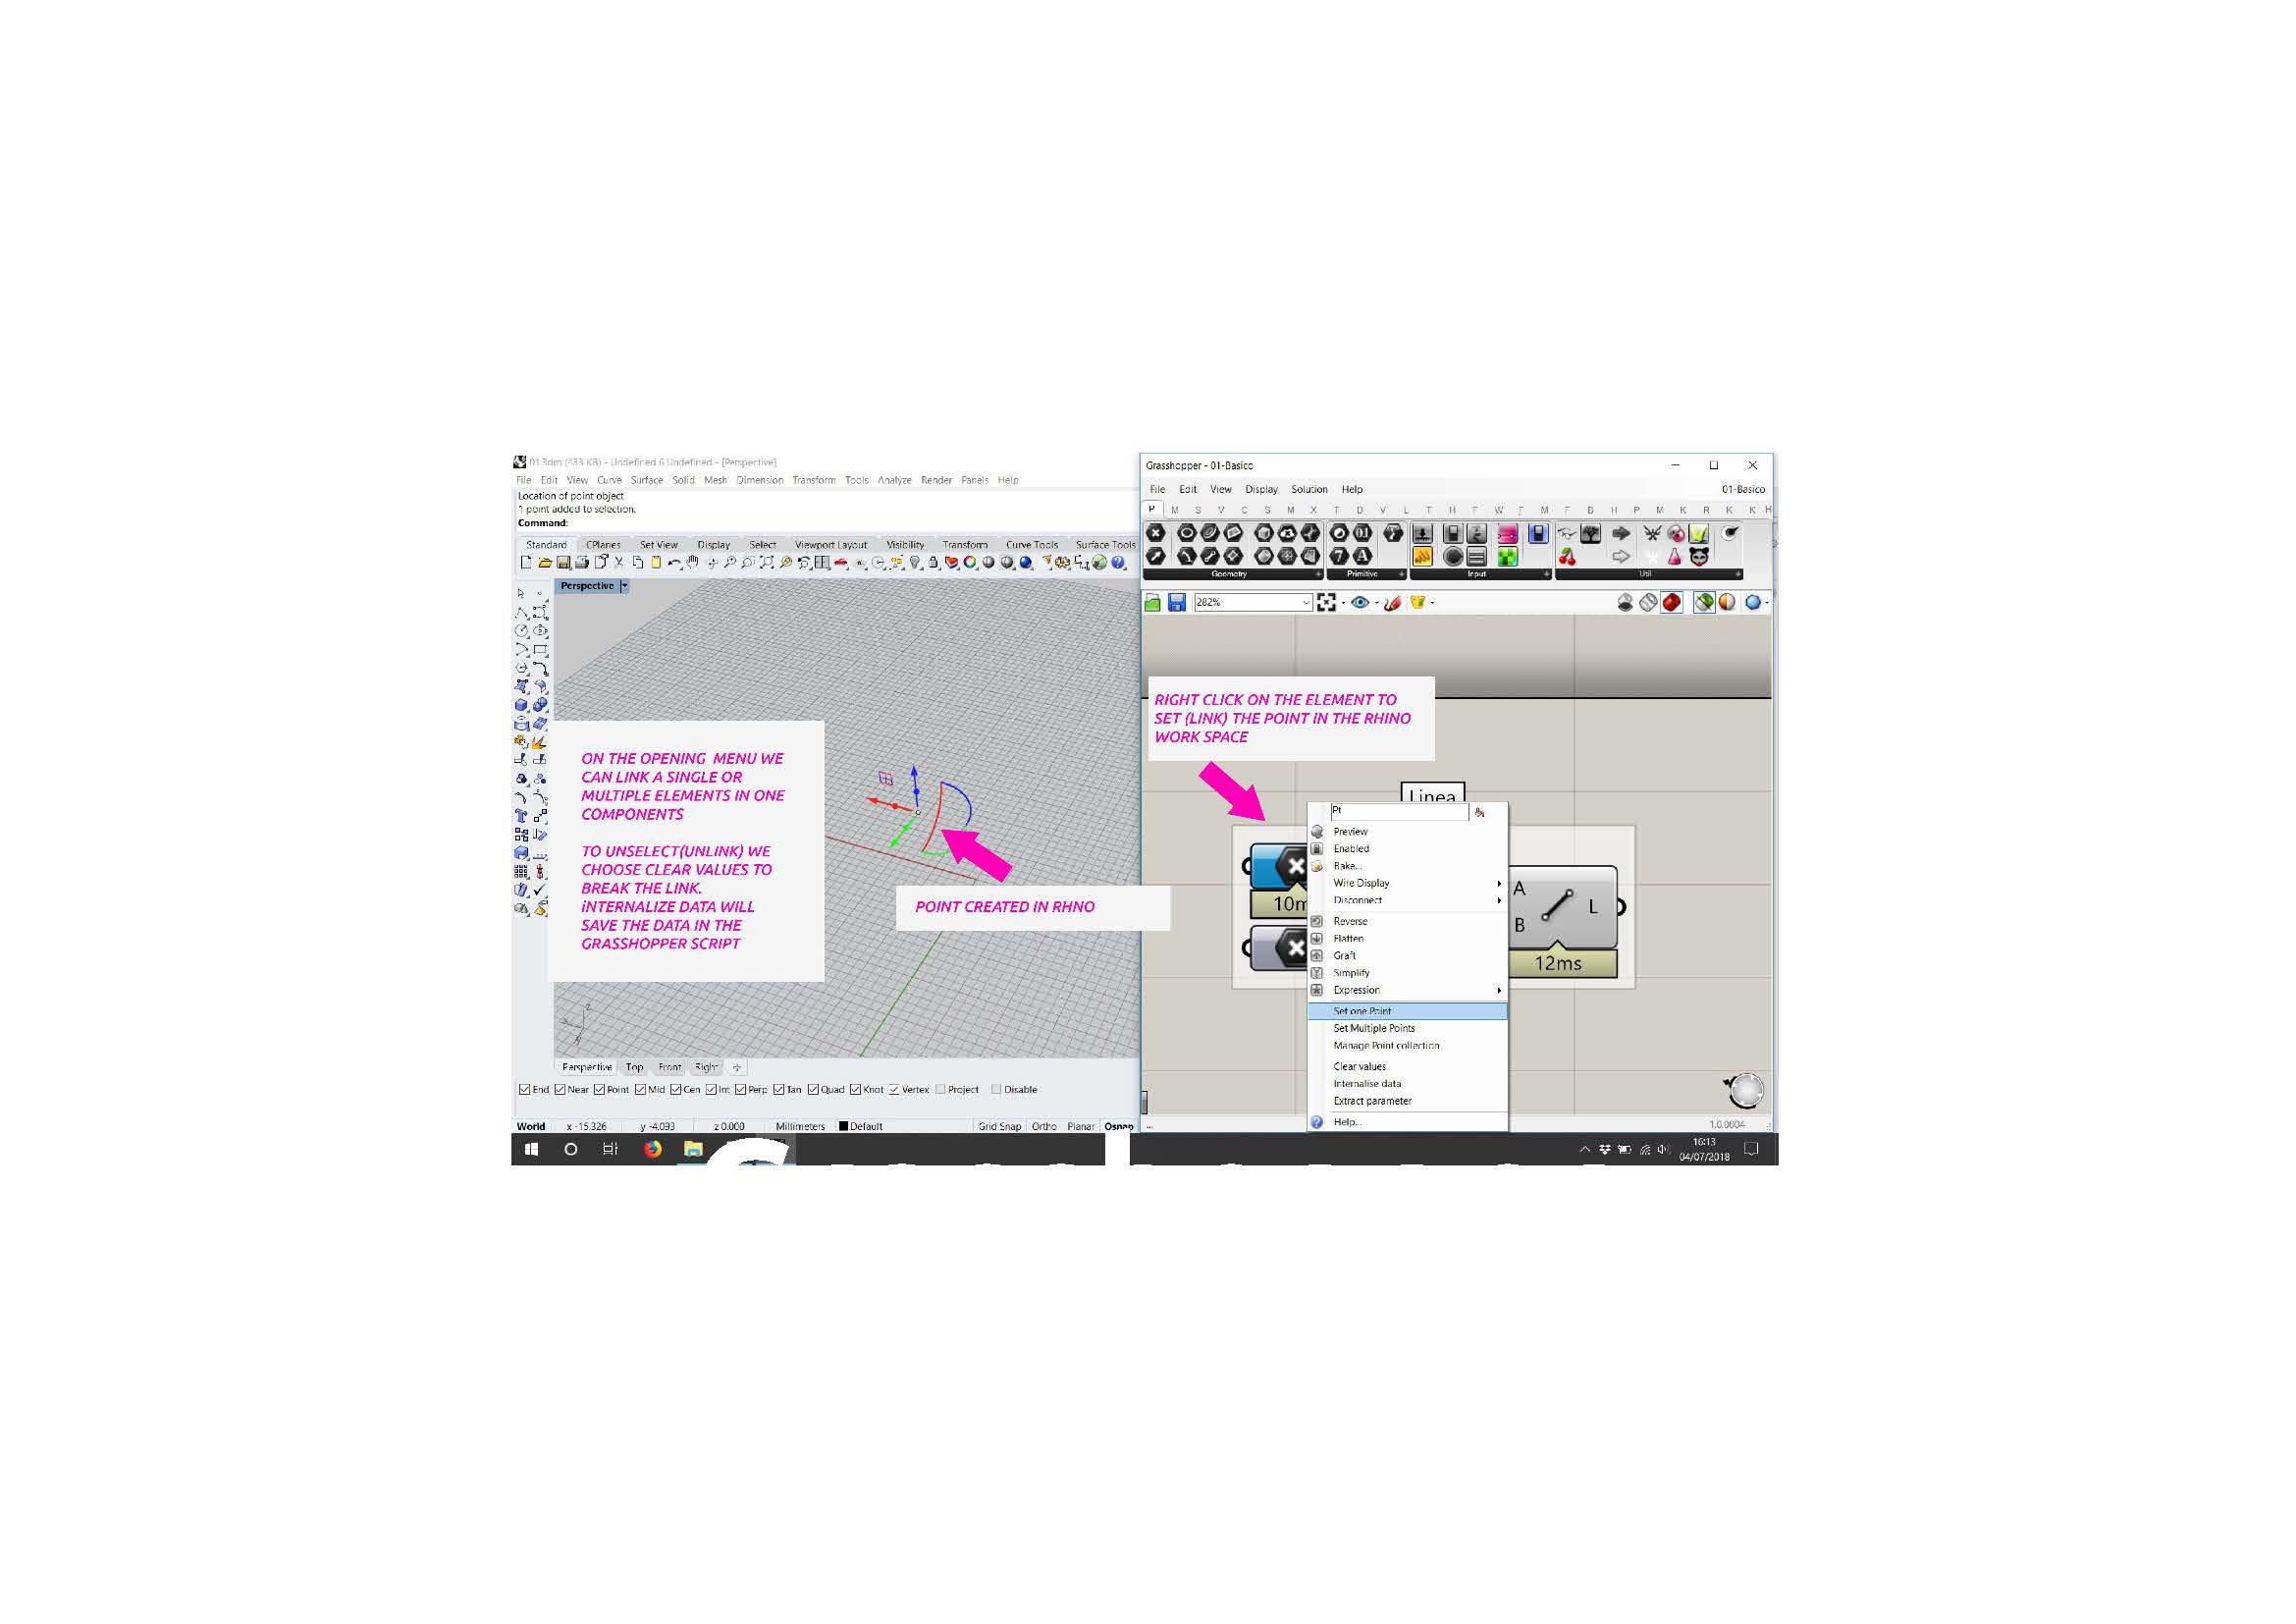 01.3dm (433 KB) - Undefined 6 Undefined - [Perspective]
File Edit View Curve Surface Solid Mesh Dimension Transform Tools Analyze Render Panels Help
Location of point object
1 point added to selection.
Command:
Standard CPlanes Set View Display Select Viewport Layout Visibility Transform Curve Tools Surface Tools
Perspective
ON THE OPENING MENU WE
CAN LINK A SINGLE OR
MULTIPLE ELEMENTS IN ONE
COMPONENTS
TO UNSELECT(UNLINK) WE
CHOOSE CLEAR VALUES TO
BREAK THE LINK.
iNTERNALIZE DATA WILL
SAVE THE DATA IN THE
GRASSHOPPER SCRIPT
POINT CREATED IN RHNO
Perspective Top Front Right
End Near Point Mid Cen Int Perp Tan Quad Knot Vertex Project Disable
World x -15.326 y -4.093 z 0.000 Millimeters Default Grid Snap Ortho Planar Osnap
Grasshopper - 01-Basico
File Edit View Display Solution Help 01-Basico
P M S V C S M X T D V L T H F W F M F B H P M K R K K H
Geometry Primitive Input Util
282%
RIGHT CLICK ON THE ELEMENT TO
SET (LINK) THE POINT IN THE RHINO
WORK SPACE
Linea
Pt
Preview
Enabled
Bake...
Wire Display
Disconnect
Reverse
Flatten
Graft
Simplify
Expression
Set one Point
Set Multiple Points
Manage Point collection
Clear values
Internalise data
Extract parameter
Help...
10m
A
B
L
12ms
1.0.0004
16:13
04/07/2018